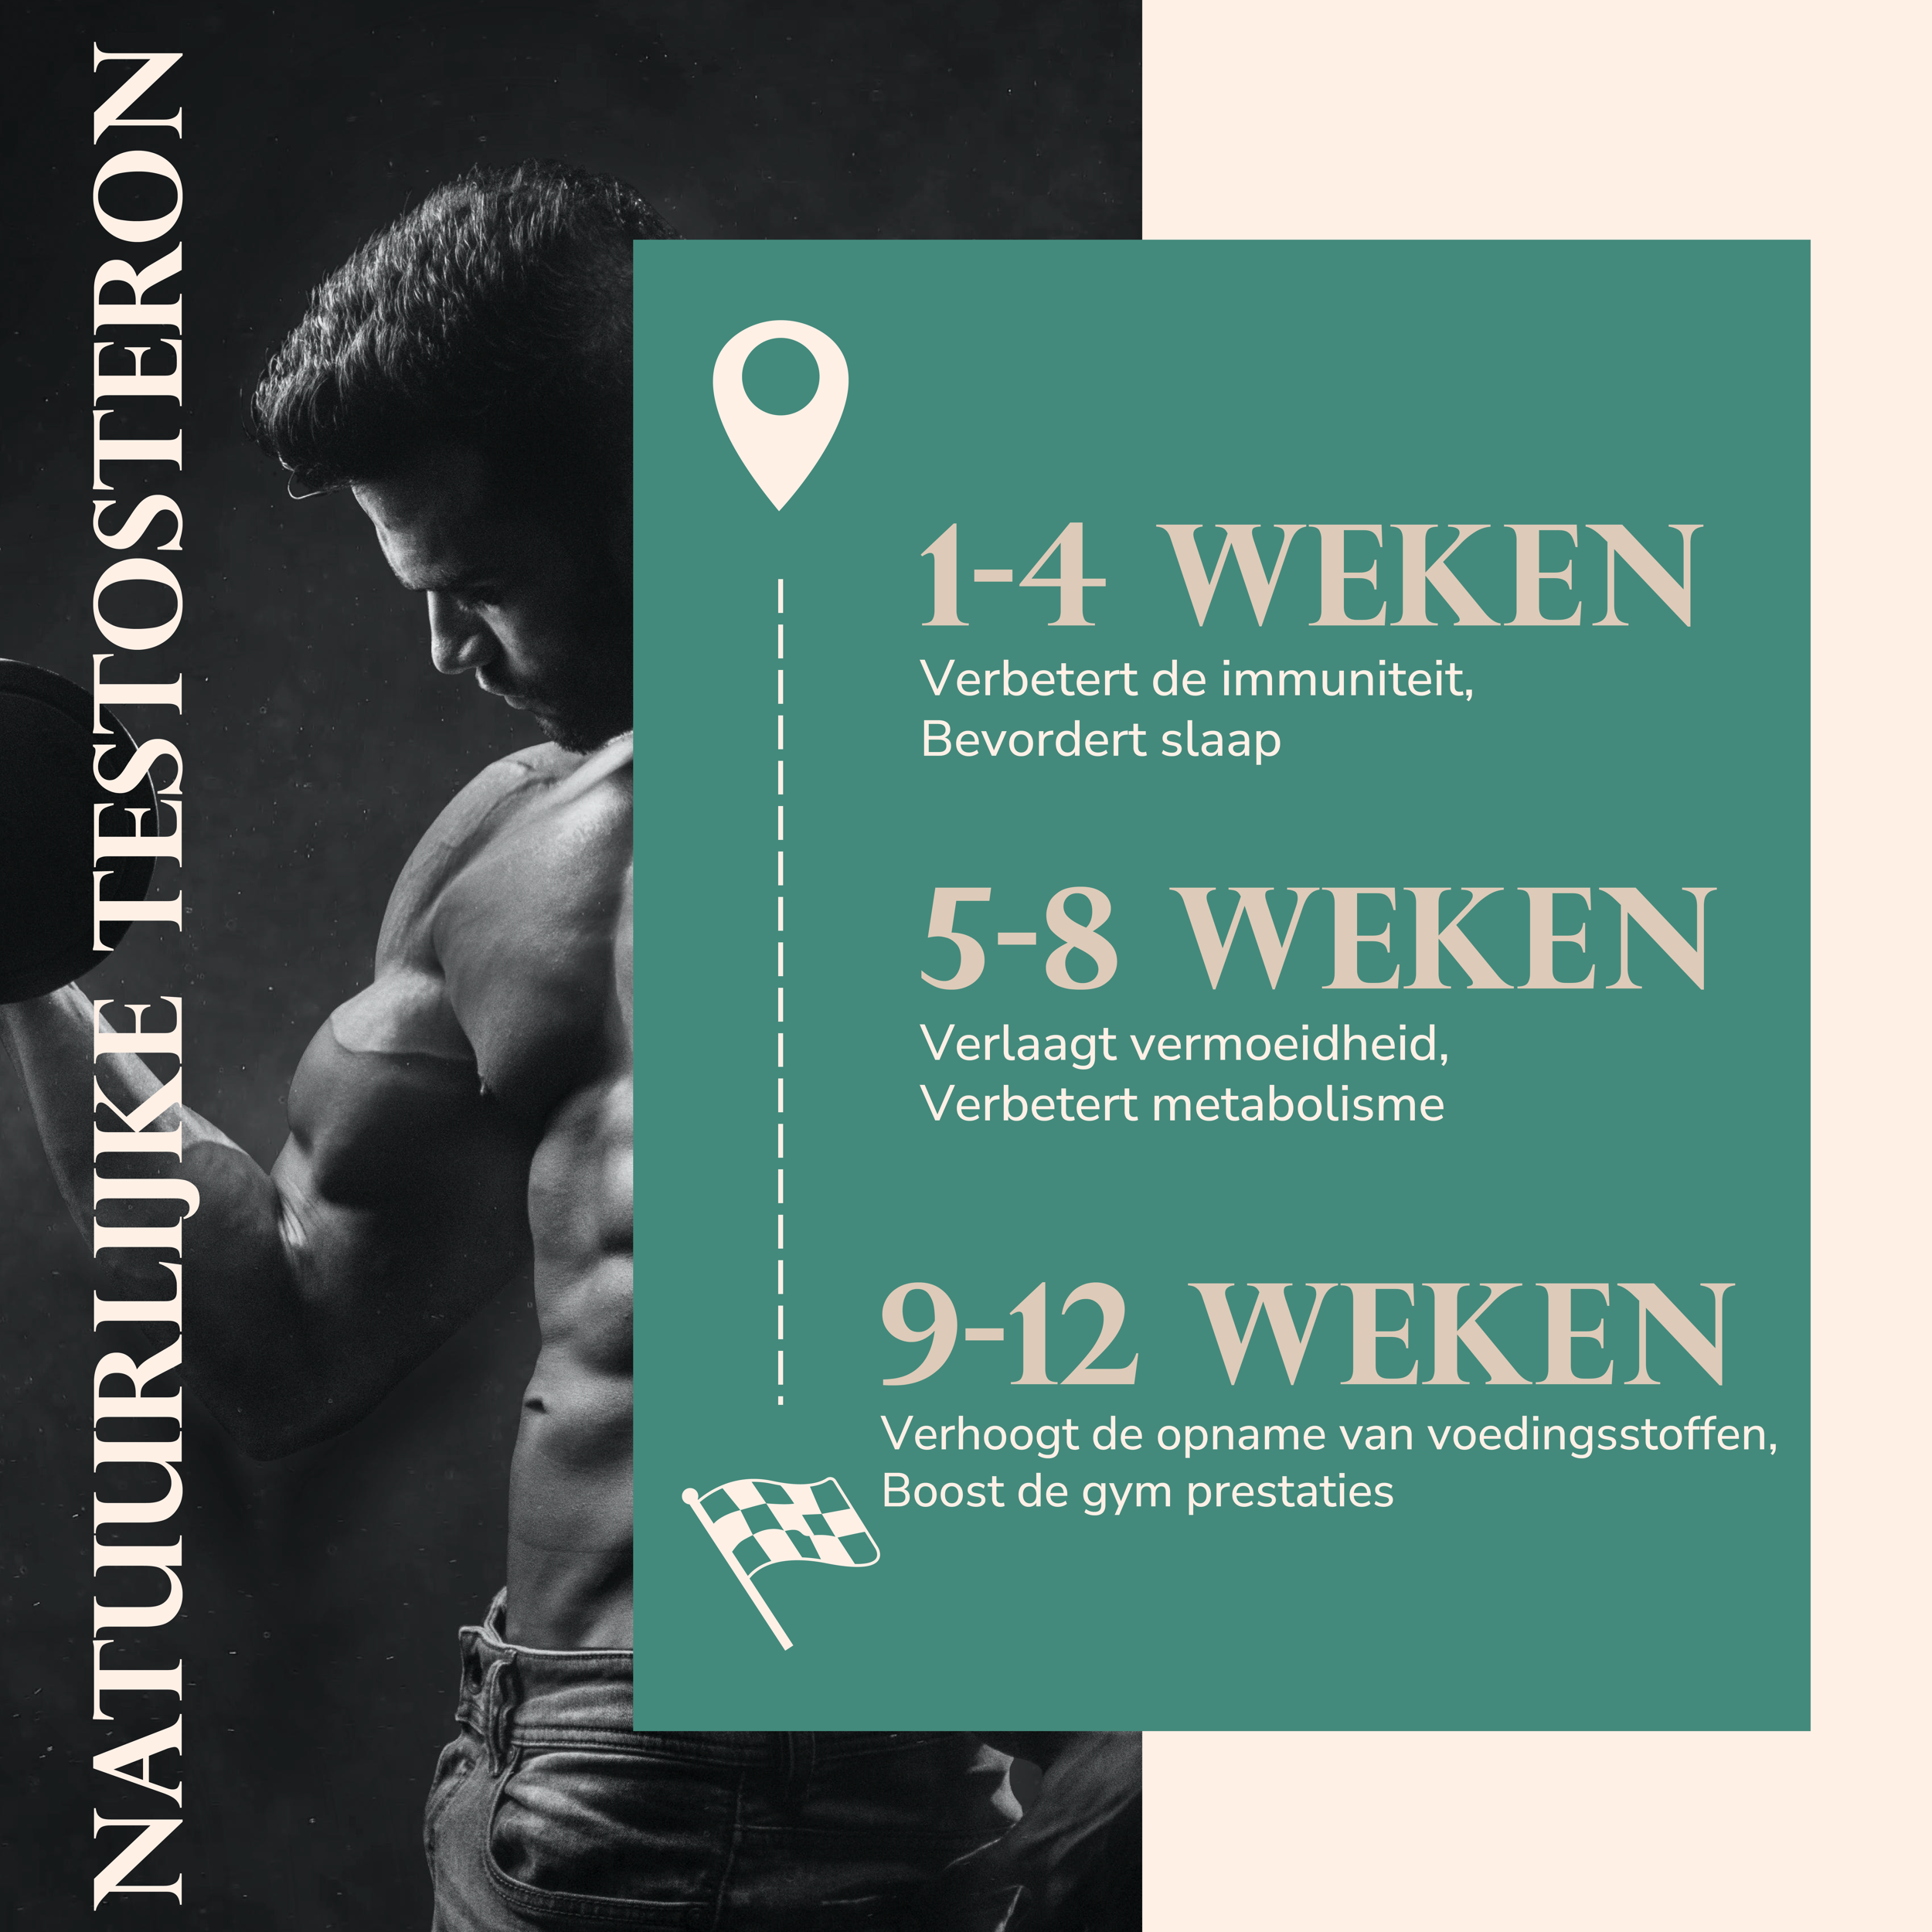 NATUURLIJKE TESTOSTERON
1-4 WEKEN
Verbetert de immuniteit,
Bevordert slaap
5-8 WEKEN
Verlaagt vermoeidheid,
Verbetert metabolisme
9-12 WEKEN
Verhoogt de opname van voedingsstoffen,
Boost de gym prestaties